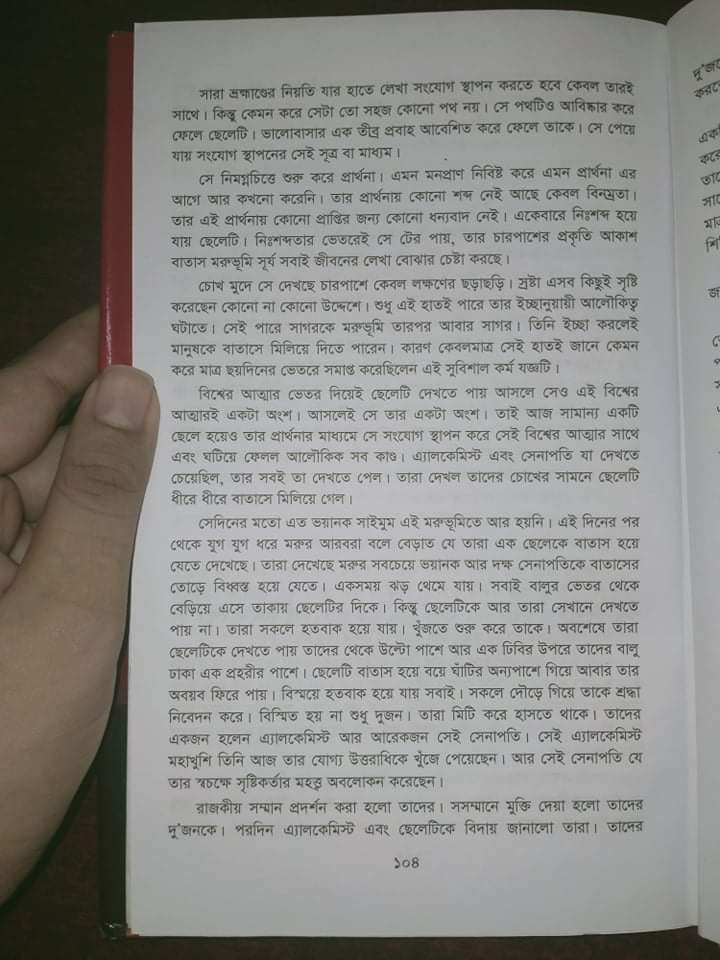 সারা ব্রহ্মাণ্ডের নিয়তি যার হাতে লেখা সংযোগ স্থাপন করতে হবে কেবল তারই
সাথে। কিন্তু কেমন করে সেটা তো সহজ কোনো পথ নয়। সে পথটিও আবিষ্কার করে
ফেলে ছেলেটি। ভালোবাসার এক তীব্র প্রবাহ আবেশিত করে ফেলে তাকে। সে পেয়ে
যায় সংযোগ স্থাপনের সেই সূত্র বা মাধ্যম।
সে নিমগ্নচিত্তে শুরু করে প্রার্থনা। এমন মনপ্রাণ নিবিষ্ট করে এমন প্রার্থনা এর
আগে আর কখনো করেনি। তার প্রার্থনায় কোনো শব্দ নেই আছে কেবল বিনম্রতা।
তার এই প্রার্থনায় কোনো প্রাপ্তির জন্য কোনো ধন্যবাদ নেই। একেবারে নিঃশব্দ হয়ে
যায় ছেলেটি। নিঃশব্দতার ভেতরেই সে টের পায়, তার চারপাশের প্রকৃতি আকাশ
বাতাস মরুভূমি সূর্য সবাই জীবনের লেখা বোঝার চেষ্টা করছে।
চোখ মুদে সে দেখছে চারপাশে কেবল লক্ষণের ছড়াছড়ি। স্রষ্টা এসব কিছুই সৃষ্টি
করেছেন কোনো না কোনো উদ্দেশে। শুধু এই হাতই পারে তার ইচ্ছানুয়ায়ী আলৌকিত্ব
ঘটাতে। সেই পারে সাগরকে মরুভূমি তারপর আবার সাগর। তিনি ইচ্ছা করলেই
মানুষকে বাতাসে মিলিয়ে দিতে পারেন। কারণ কেবলমাত্র সেই হাতই জানে কেমন
করে মাত্র ছয়দিনের ভেতরে সমাপ্ত করেছিলেন এই সুবিশাল কর্ম যজ্ঞটি।
বিশ্বের আত্মার ভেতর দিয়েই ছেলেটি দেখতে পায় আসলে সেও এই বিশ্বের
আত্মারই একটা অংশ। আসলেই সে তার একটা অংশ। তাই আজ সামান্য একটি
ছেলে হয়েও তার প্রার্থনার মাধ্যমে সে সংযোগ স্থাপন করে সেই বিশ্বের আত্মার সাথে
এবং ঘটিয়ে ফেলল আলৌকিক সব কাণ্ড। এ্যালকেমিস্ট এবং সেনাপতি যা দেখতে
চেয়েছিল, তার সবই তা দেখতে পেল। তারা দেখল তাদের চোখের সামনে ছেলেটি
ধীরে ধীরে বাতাসে মিলিয়ে গেল।
সেদিনের মতো এত ভয়ানক সাইমুম এই মরুভূমিতে আর হয়নি। এই দিনের পর
থেকে যুগ যুগ ধরে মরুর আরবরা বলে বেড়াত যে তারা এক ছেলেকে বাতাস হয়ে
যেতে দেখেছে। তারা দেখেছে মরুর সবচেয়ে ভয়ানক আর দক্ষ সেনাপতিকে বাতাসের
তোড়ে বিধ্বস্ত হয়ে যেতে। একসময় ঝড় থেমে যায়। সবাই বালুর ভেতর থেকে
বেড়িয়ে এসে তাকায় ছেলেটির দিকে। কিন্তু ছেলেটিকে আর তারা সেখানে দেখতে
পায় না। তারা সকলে হতবাক হয়ে যায়। খুঁজতে শুরু করে তাকে। অবশেষে তারা
ছেলেটিকে দেখতে পায় তাদের থেকে উল্টো পাশে আর এক ঢিবির উপরে তাদের বালু
ঢাকা এক প্রহরীর পাশে। ছেলেটি বাতাস হয়ে বয়ে ঘাঁটির অন্যপাশে গিয়ে আবার তার
অবয়ব ফিরে পায়। বিস্ময়ে হতবাক হয়ে যায় সবাই। সকলে দৌড়ে গিয়ে তাকে শ্রদ্ধা
নিবেদন করে। বিস্মিত হয় না শুধু দুজন। তারা মিটি করে হাসতে থাকে। তাদের
একজন হলেন এ্যালকেমিস্ট আর আরেকজন সেই সেনাপতি। সেই এ্যালকেমিস্ট
মহাখুশি তিনি আজ তার যোগ্য উত্তরাধিকে খুঁজে পেয়েছেন। আর সেই সেনাপতি যে
তার স্বচক্ষে সৃষ্টিকর্তার মহত্ত্ব অবলোকন করেছেন।
রাজকীয় সম্মান প্রদর্শন করা হলো তাদের। সসম্মানে মুক্তি দেয়া হলো তাদের
দু'জনকে। পরদিন এ্যালকেমিস্ট এবং ছেলেটিকে বিদায় জানালো তারা। তাদের
১০৪